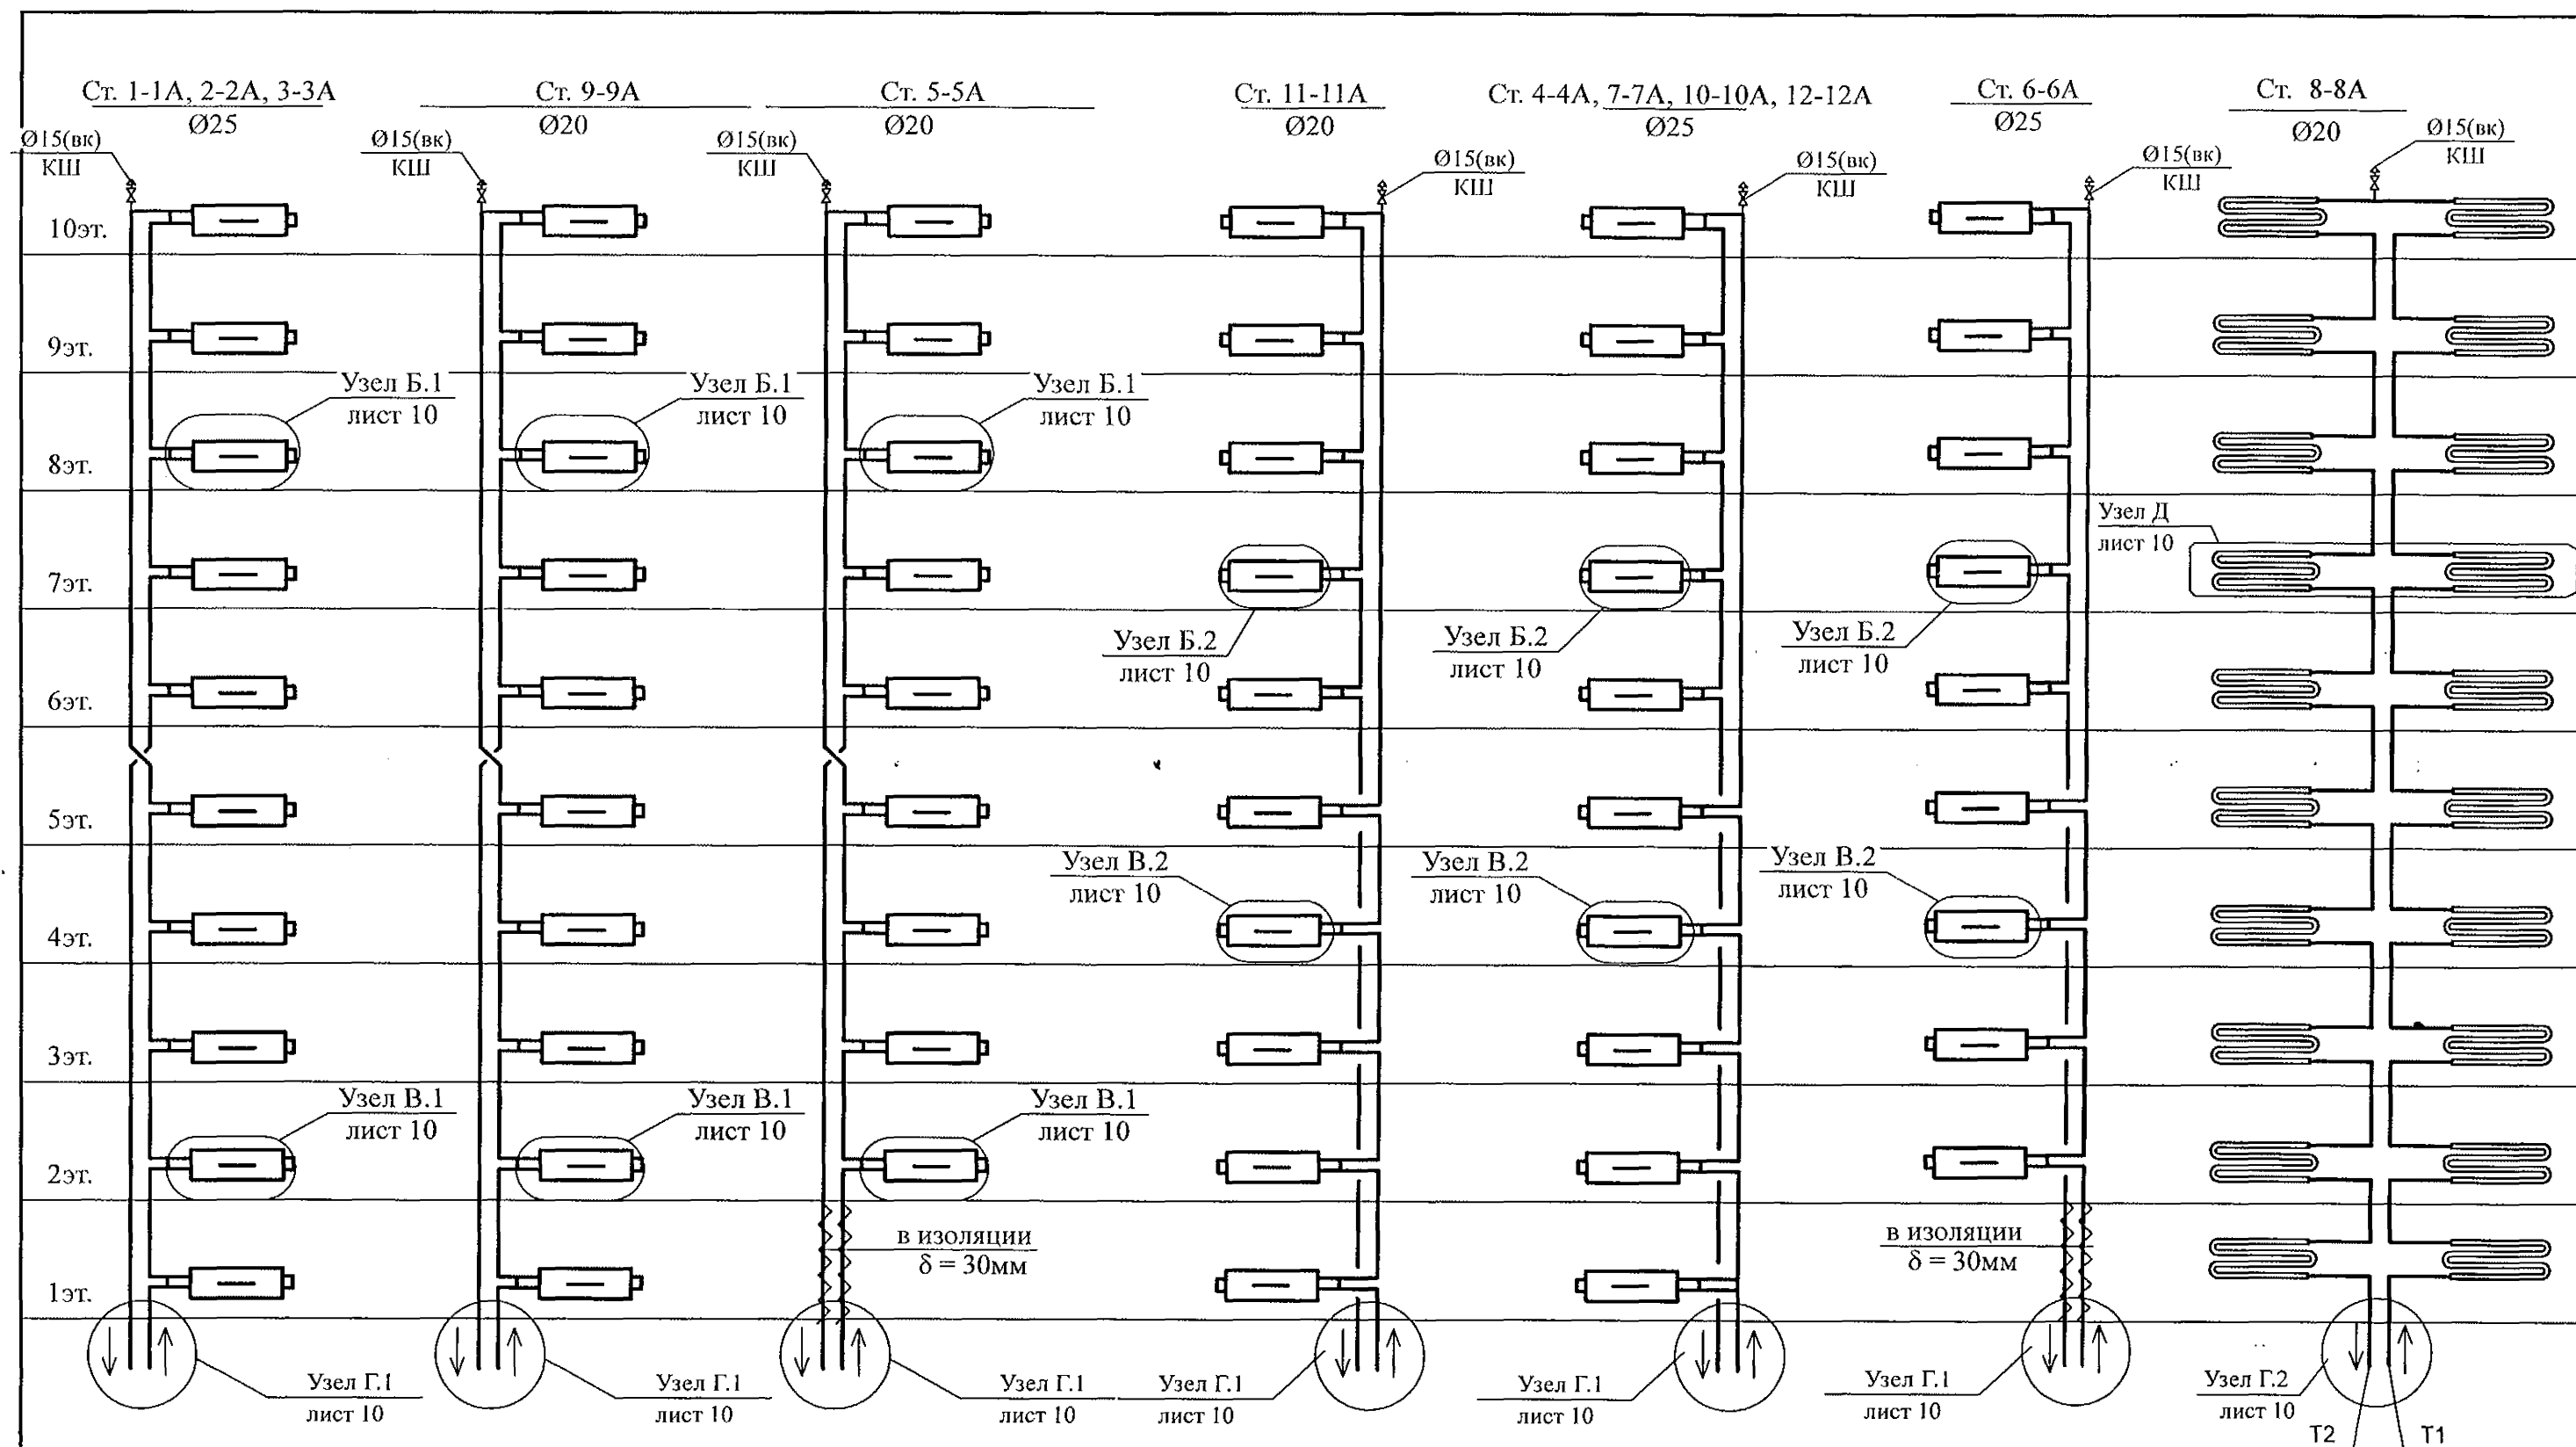 Ст. 1-1А, 2-2А, 3-3А
Ø25
Ст. 9-9А
Ø20
Ст. 5-5А
Ø20
Ст. 11-11А
Ø20
Ст. 4-4А, 7-7А, 10-10А, 12-12А
Ø25
Ст. 6-6А
Ø25
Ст. 8-8А
Ø20
Ø15(вк)
КШ
Ø15(вк)
КШ
Ø15(вк)
КШ
Ø15(вк)
КШ
Ø15(вк)
КШ
Ø15(вк)
КШ
Ø15(вк)
КШ
10эт.
9эт.
Узел Б.1
лист 10
Узел Б.1
лист 10
Узел Б.1
лист 10
8эт.
Узел Д
лист 10
7эт.
Узел Б.2
лист 10
Узел Б.2
лист 10
Узел Б.2
лист 10
6эт.
5эт.
Узел В.2
лист 10
Узел В.2
лист 10
Узел В.2
лист 10
4эт.
3эт.
Узел В.1
лист 10
Узел В.1
лист 10
Узел В.1
лист 10
2эт.
в изоляции
δ = 30мм
в изоляции
δ = 30мм
1эт.
Узел Г.1
лист 10
Узел Г.1
лист 10
Узел Г.1
лист 10
Узел Г.1
лист 10
Узел Г.1
лист 10
Узел Г.1
лист 10
Узел Г.2
лист 10
Т2
Т1